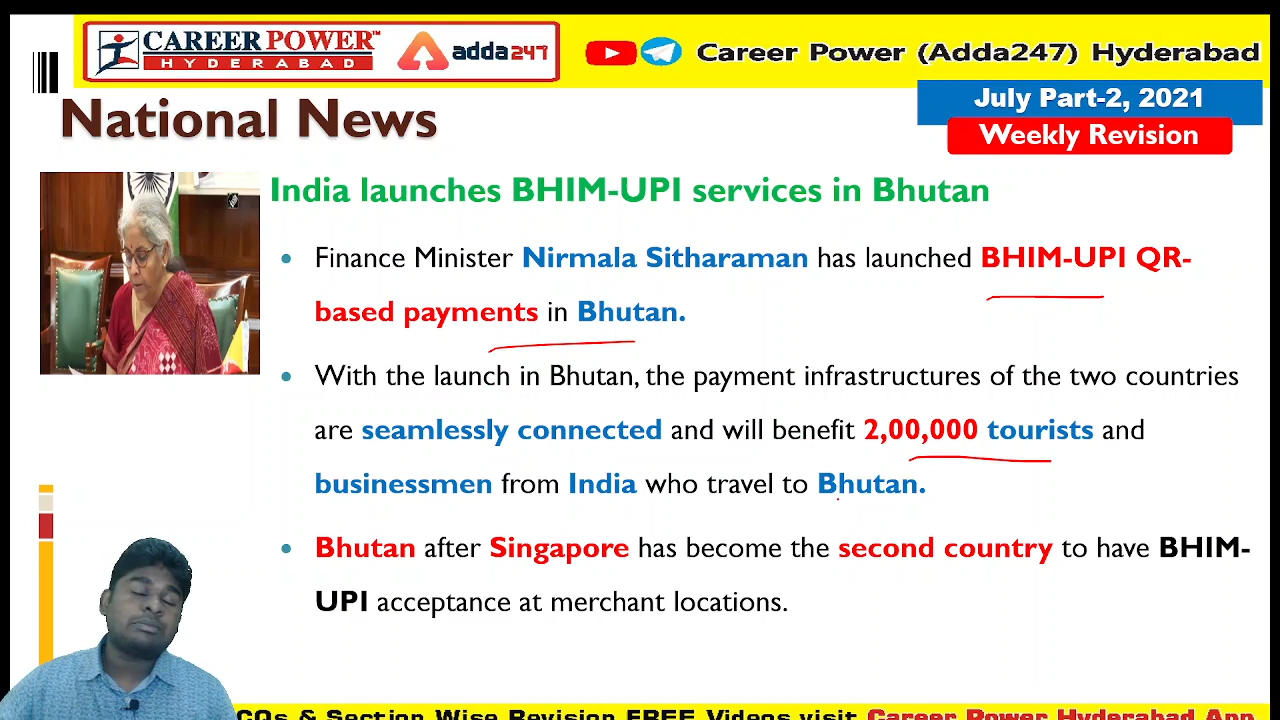 CAREER POWER™
HYDERABAD
adda247
Career Power (Adda247) Hyderabad
National News
July Part-2, 2021
Weekly Revision
India launches BHIM-UPI services in Bhutan
Finance Minister Nirmala Sitharaman has launched BHIM-UPI QR-
based payments in Bhutan.
With the launch in Bhutan, the payment infrastructures of the two countries
are seamlessly connected and will benefit 2,00,000 tourists and
businessmen from India who travel to Bhutan.
Bhutan after Singapore has become the second country to have BHIM-
UPI acceptance at merchant locations.
& Section Wise Revision FREE Videos visit Career Power Hyderabad App